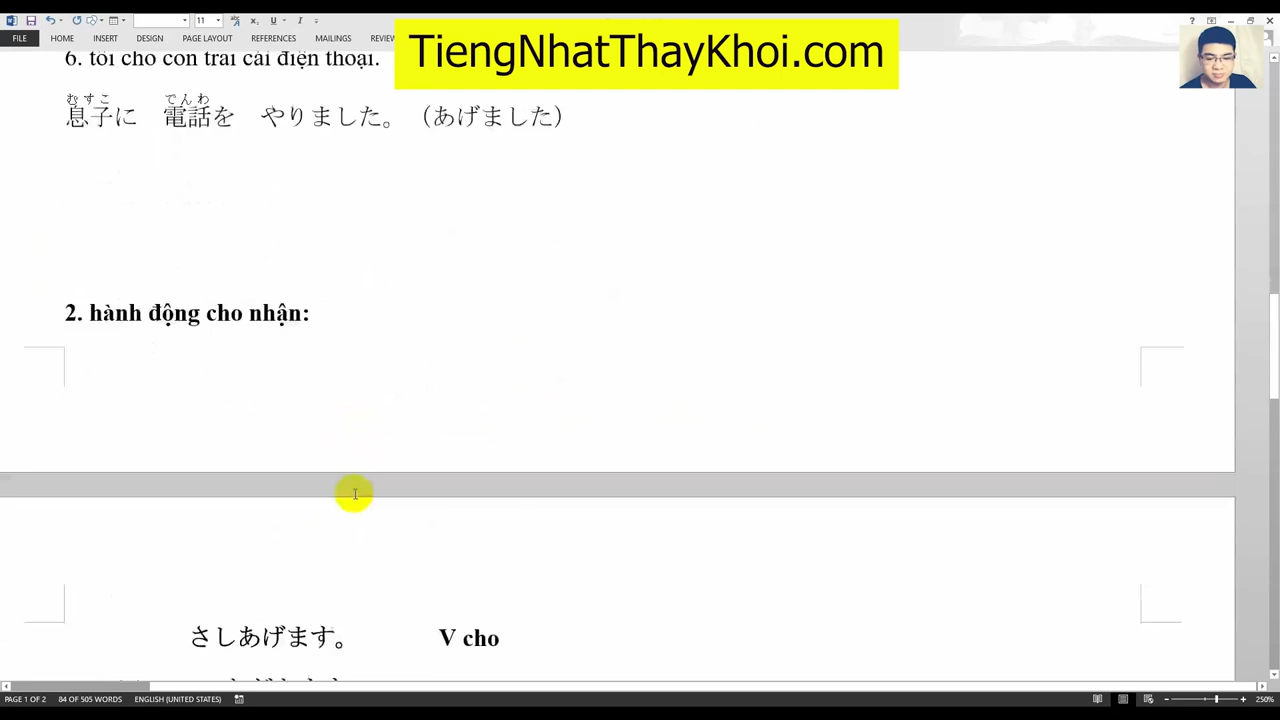 11
FILE HOME INSERT DESIGN PAGE LAYOUT REFERENCES MAILINGS
TiengNhatThayKhoi.com
6. tôi cho con trai cái điện thoại.
むすこ でんわ
息子に 電話を やりました。 （あげました）
2. hành động cho nhận:
さしあげます。 V cho
PAGE 1 OF 2 84 OF 505 WORDS ENGLISH (UNITED STATES) 250%